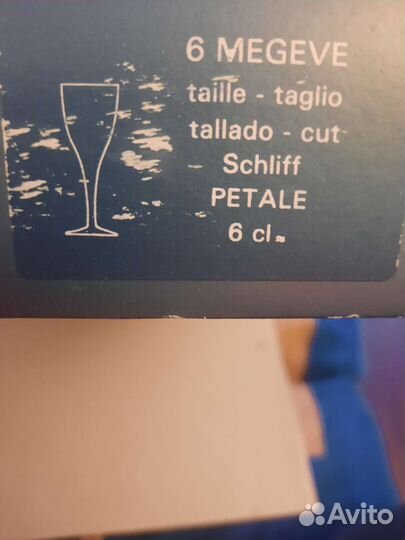 6 MEGEVE
taille - taglio
tallado - cut
Schliff
PETALE
6 cl ≈
Avito